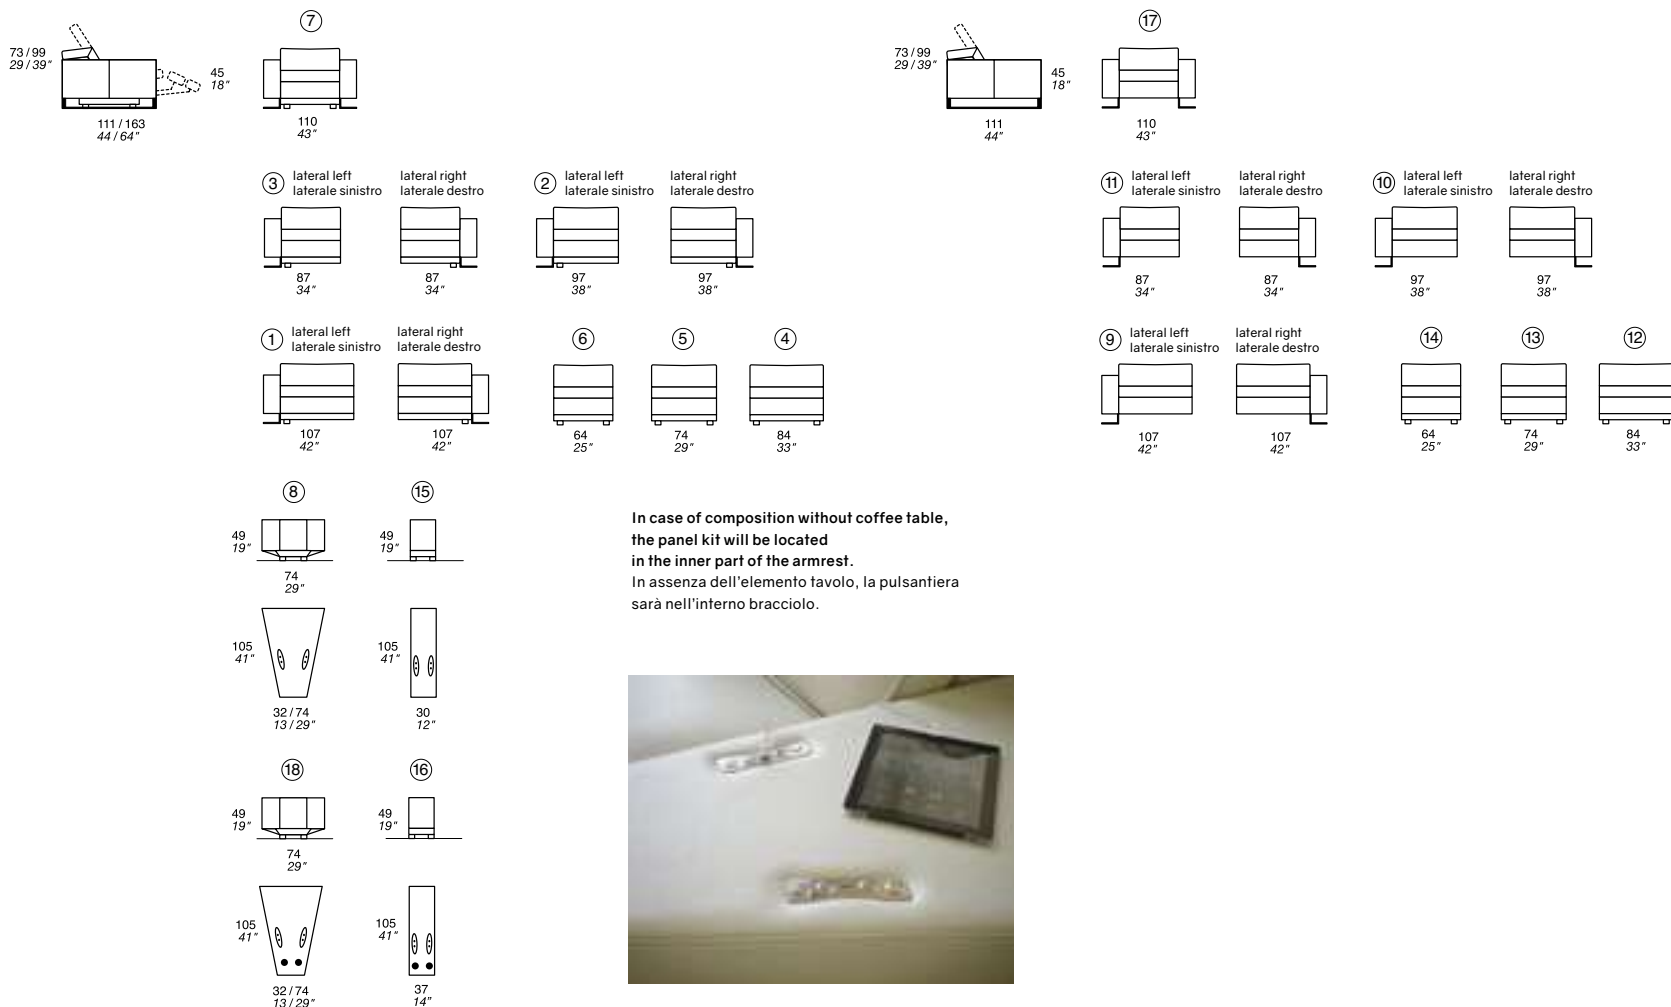 7
73 / 99
29 / 39"
45
18"
111 / 163
44 / 64"
110
43"
17
73 / 99
29 / 39"
45
18"
111
44"
110
43"
3 lateral left
laterale sinistro
lateral right
laterale destro
2 lateral left
laterale sinistro
lateral right
laterale destro
87
34"
87
34"
97
38"
97
38"
11 lateral left
laterale sinistro
lateral right
laterale destro
10 lateral left
laterale sinistro
lateral right
laterale destro
87
34"
87
34"
97
38"
97
38"
1 lateral left
laterale sinistro
lateral right
laterale destro
6
5
4
107
42"
107
42"
64
25"
74
29"
84
33"
9 lateral left
laterale sinistro
lateral right
laterale destro
14
13
12
107
42"
107
42"
64
25"
74
29"
84
33"
8
15
49
19"
49
19"
74
29"
105
41"
105
41"
32 / 74
13 / 29"
30
12"
In case of composition without coffee table,
the panel kit will be located
in the inner part of the armrest.
In assenza dell'elemento tavolo, la pulsantiera
sarà nell'interno bracciolo.
18
16
49
19"
49
19"
74
29"
105
41"
105
41"
32 / 74
13 / 29"
37
14"